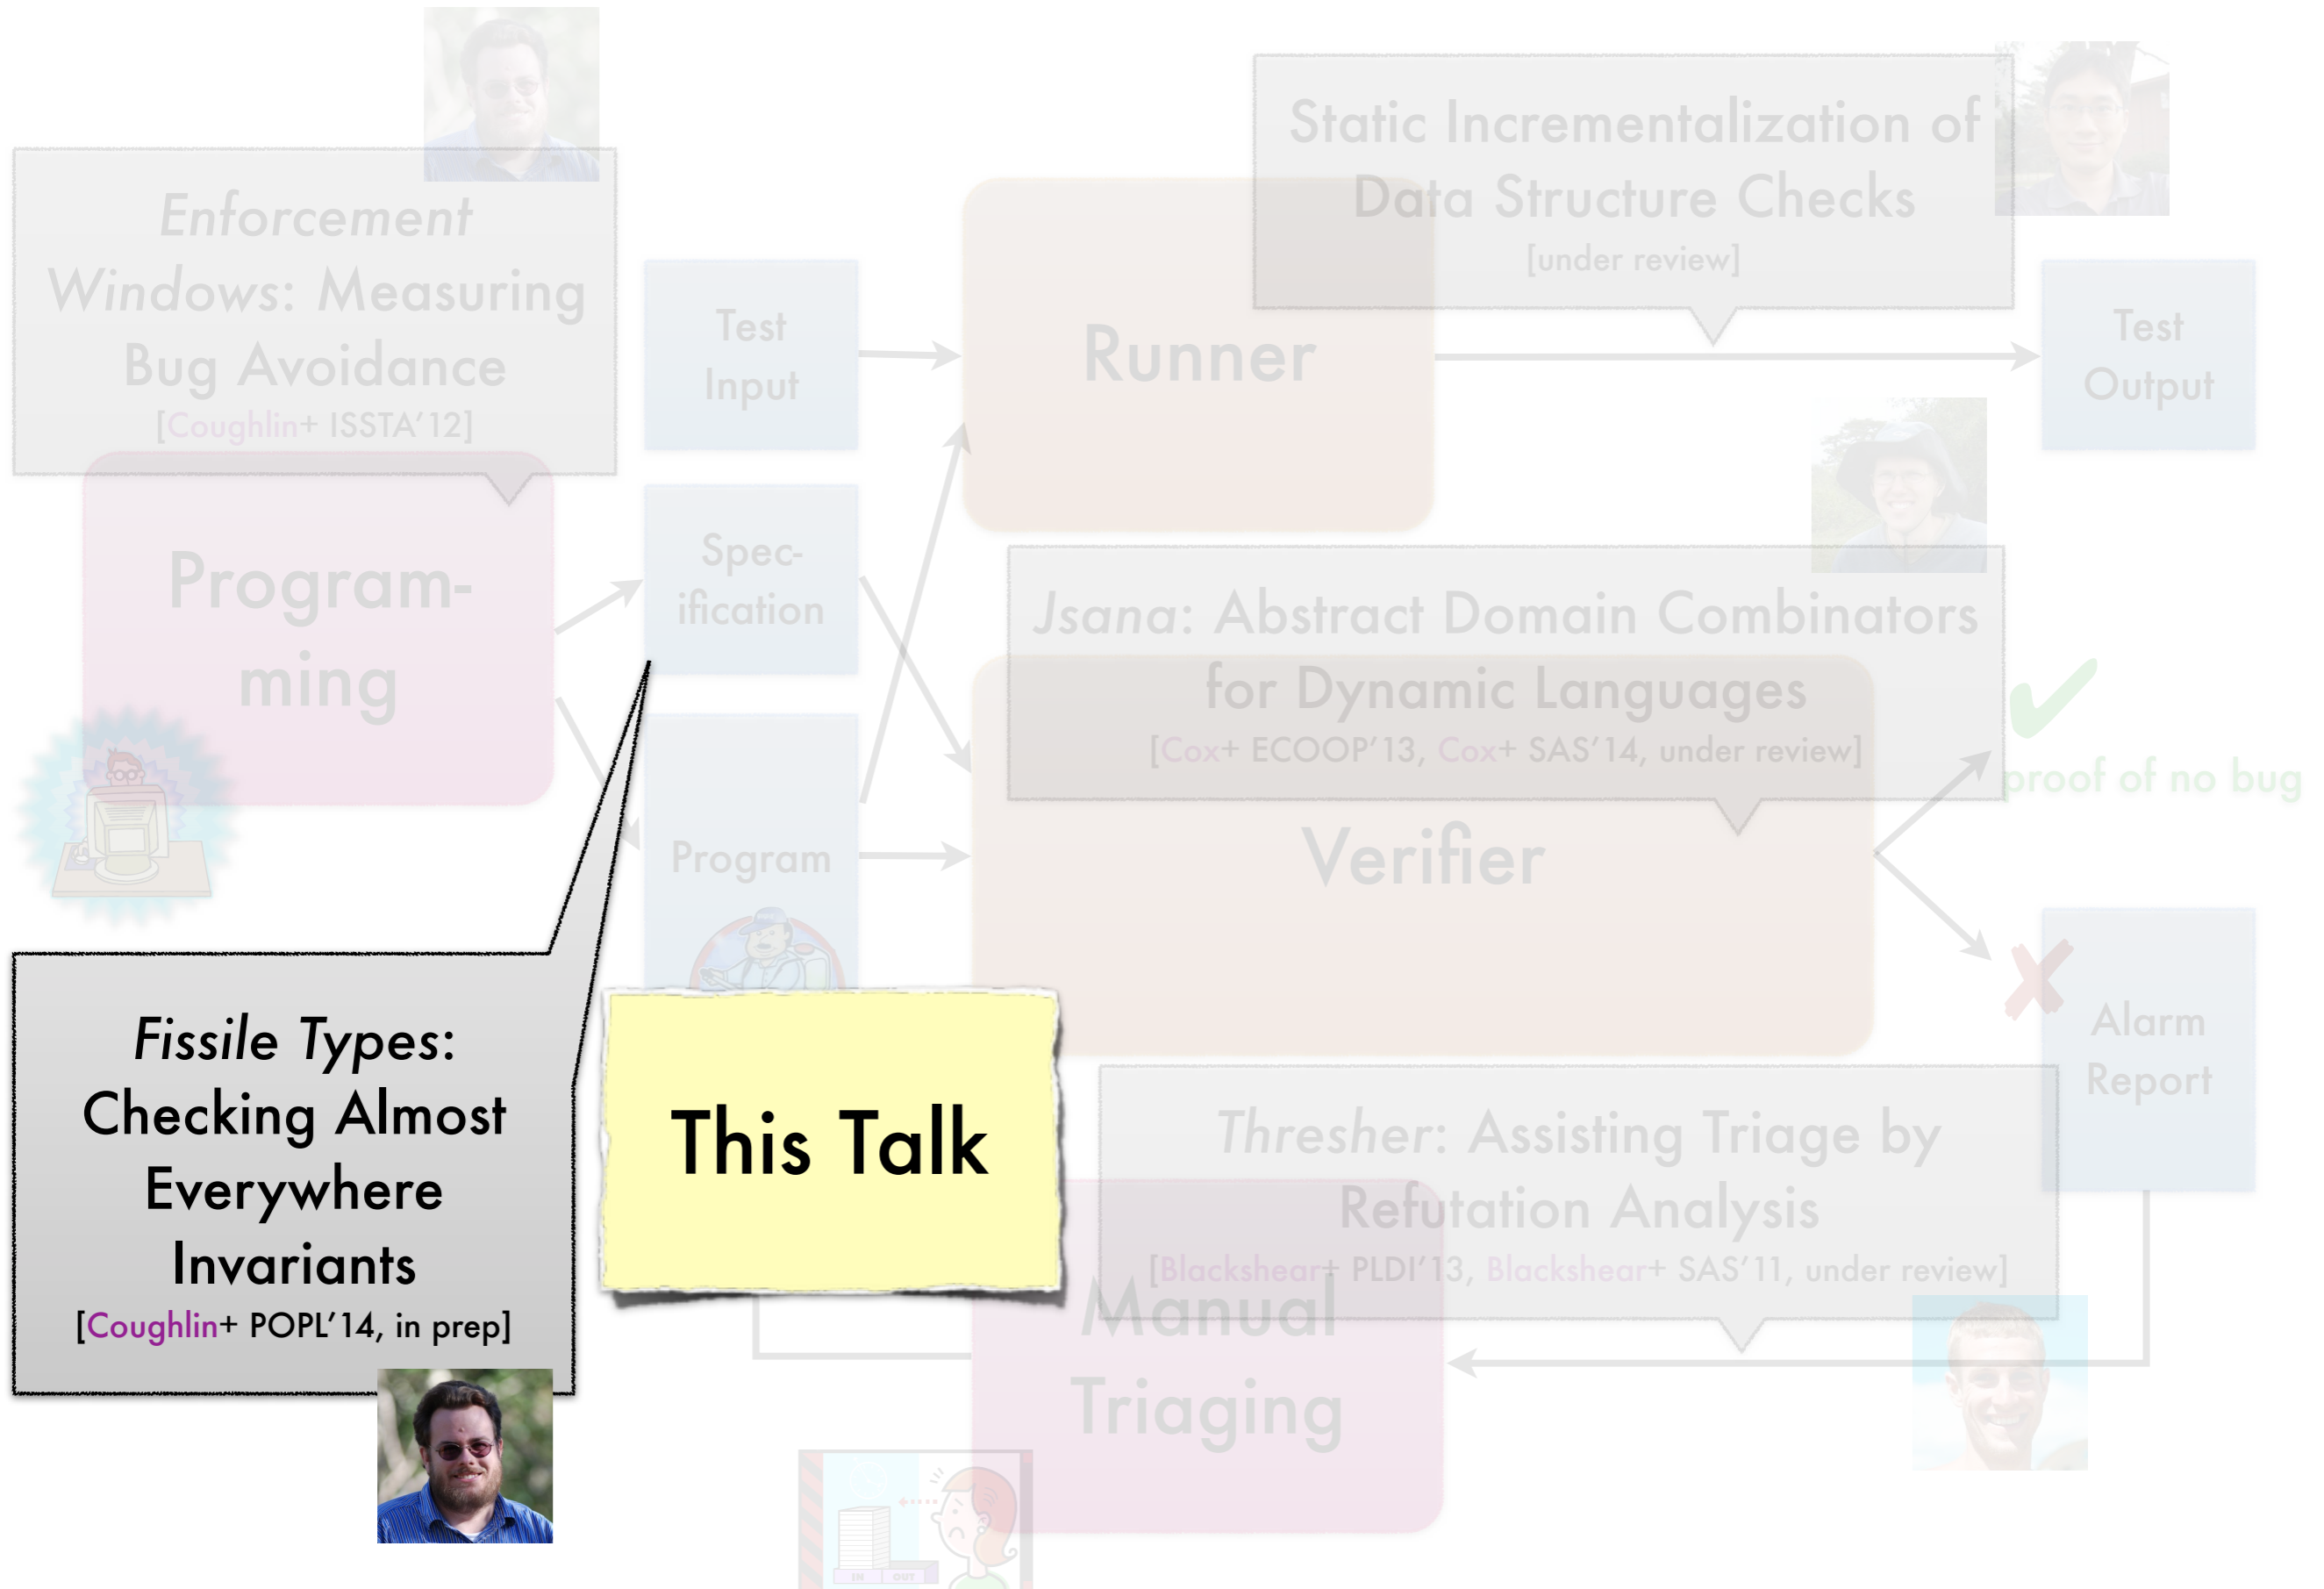 Enforcement
Windows: Measuring
Bug Avoidance
[Coughlin+ ISSTA'12]
Static Incrementalization of
Data Structure Checks
[under review]
Test
Input
Runner
Test
Output
Program-
ming
Spec-
ification
Jsana: Abstract Domain Combinators
for Dynamic Languages
[Cox+ ECOOP'13, Cox+ SAS'14, under review]
✔
proof of no bug
Program
Verifier
✘
Alarm
Report
Fissile Types:
Checking Almost
Everywhere
Invariants
[Coughlin+ POPL'14, in prep]
This Talk
Thresher: Assisting Triage by
Refutation Analysis
[Blackshear+ PLDI'13, Blackshear+ SAS'11, under review]
Manual
Triaging
IN OUT